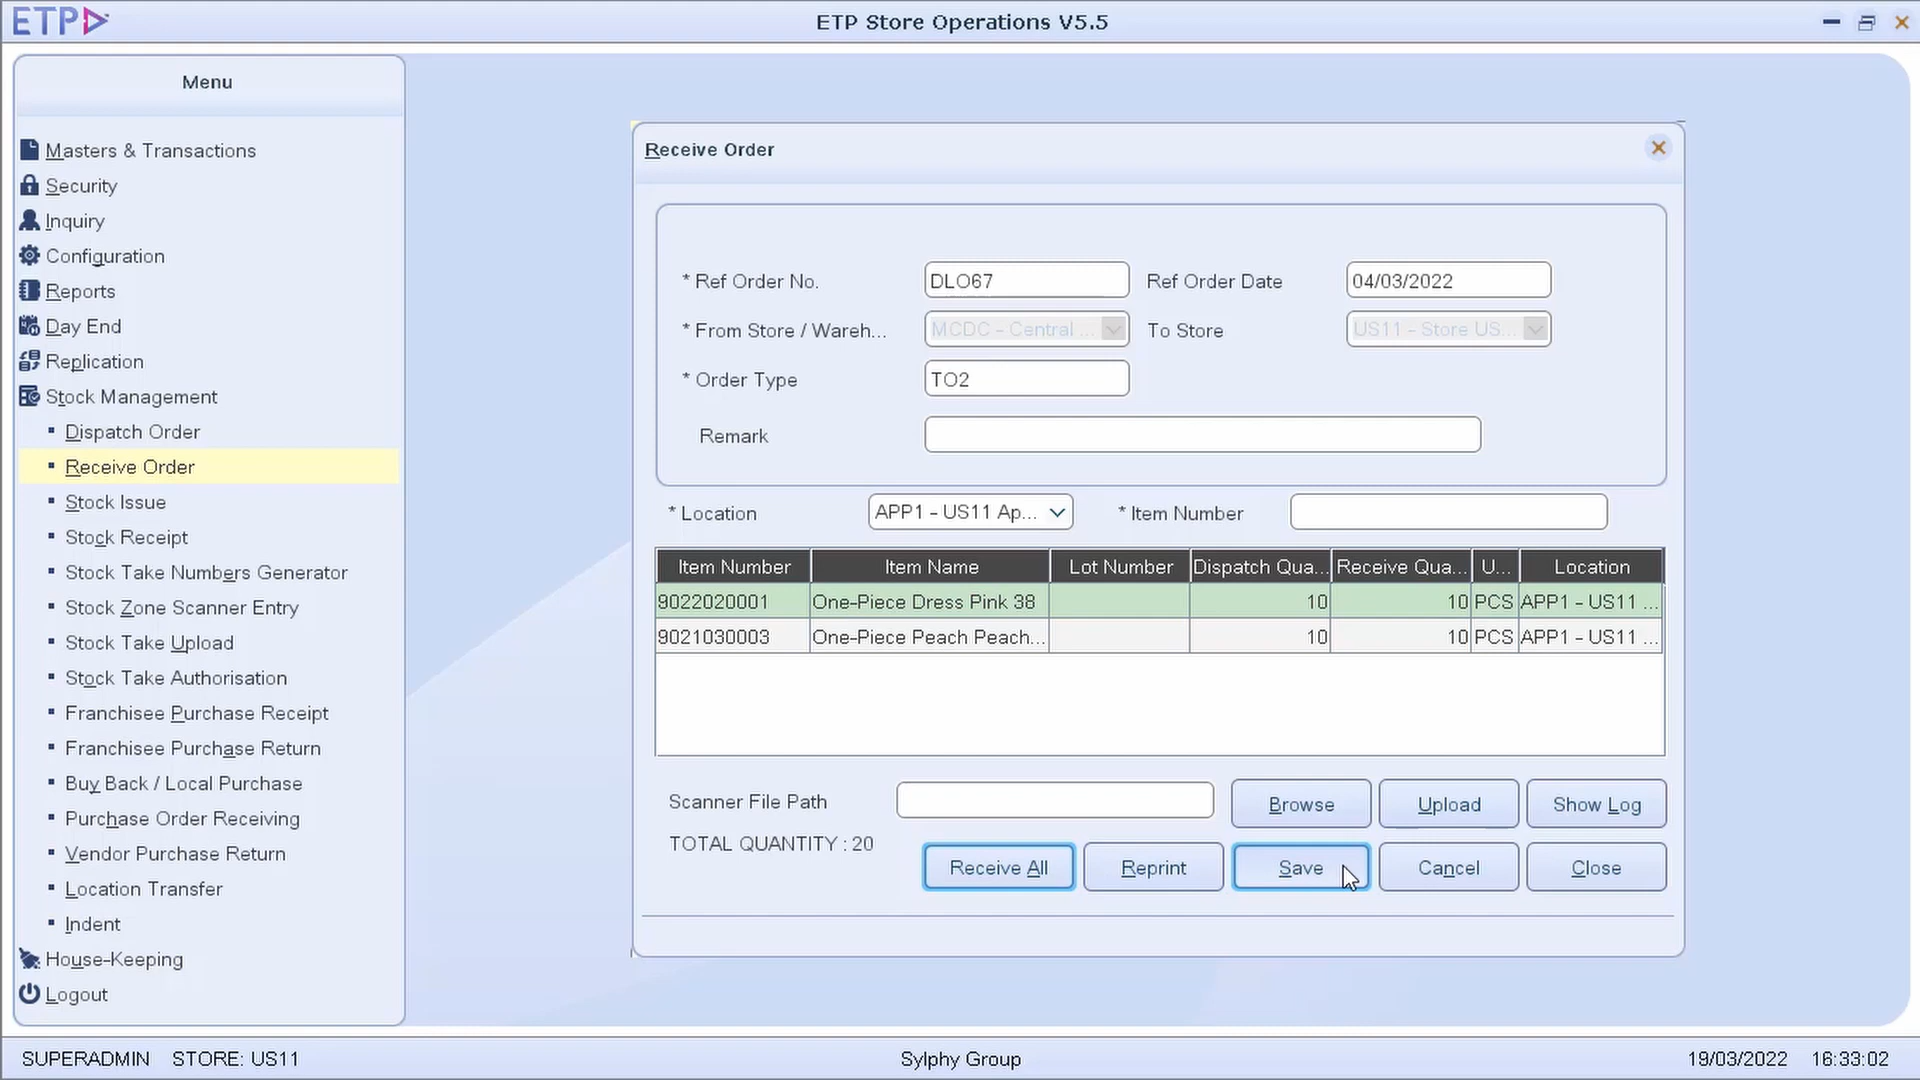 ETP
ETP Store Operations V5.5
Menu
Masters & Transactions
Security
Inquiry
Configuration
Reports
Day End
Replication
Stock Management
Dispatch Order
Receive Order
Stock Issue
Stock Receipt
Stock Take Numbers Generator
Stock Zone Scanner Entry
Stock Take Upload
Stock Take Authorisation
Franchisee Purchase Receipt
Franchisee Purchase Return
Buy Back / Local Purchase
Purchase Order Receiving
Vendor Purchase Return
Location Transfer
Indent
House-Keeping
Logout
Receive Order
* Ref Order No. DLO67 Ref Order Date 04/03/2022
* From Store / Wareh... MCDC - Central ... To Store US11 - Store US...
* Order Type TO2
Remark
* Location APP1 - US11 Ap... * Item Number
Item Number Item Name Lot Number Dispatch Qua... Receive Qua... U... Location
9022020001 One-Piece Dress Pink 38 10 10 PCS APP1 - US11 ...
9021030003 One-Piece Peach Peach... 10 10 PCS APP1 - US11 ...
Scanner File Path Browse Upload Show Log
TOTAL QUANTITY : 20
Receive All Reprint Save Cancel Close
SUPERADMIN STORE: US11 Sylphy Group 19/03/2022 16:33:02